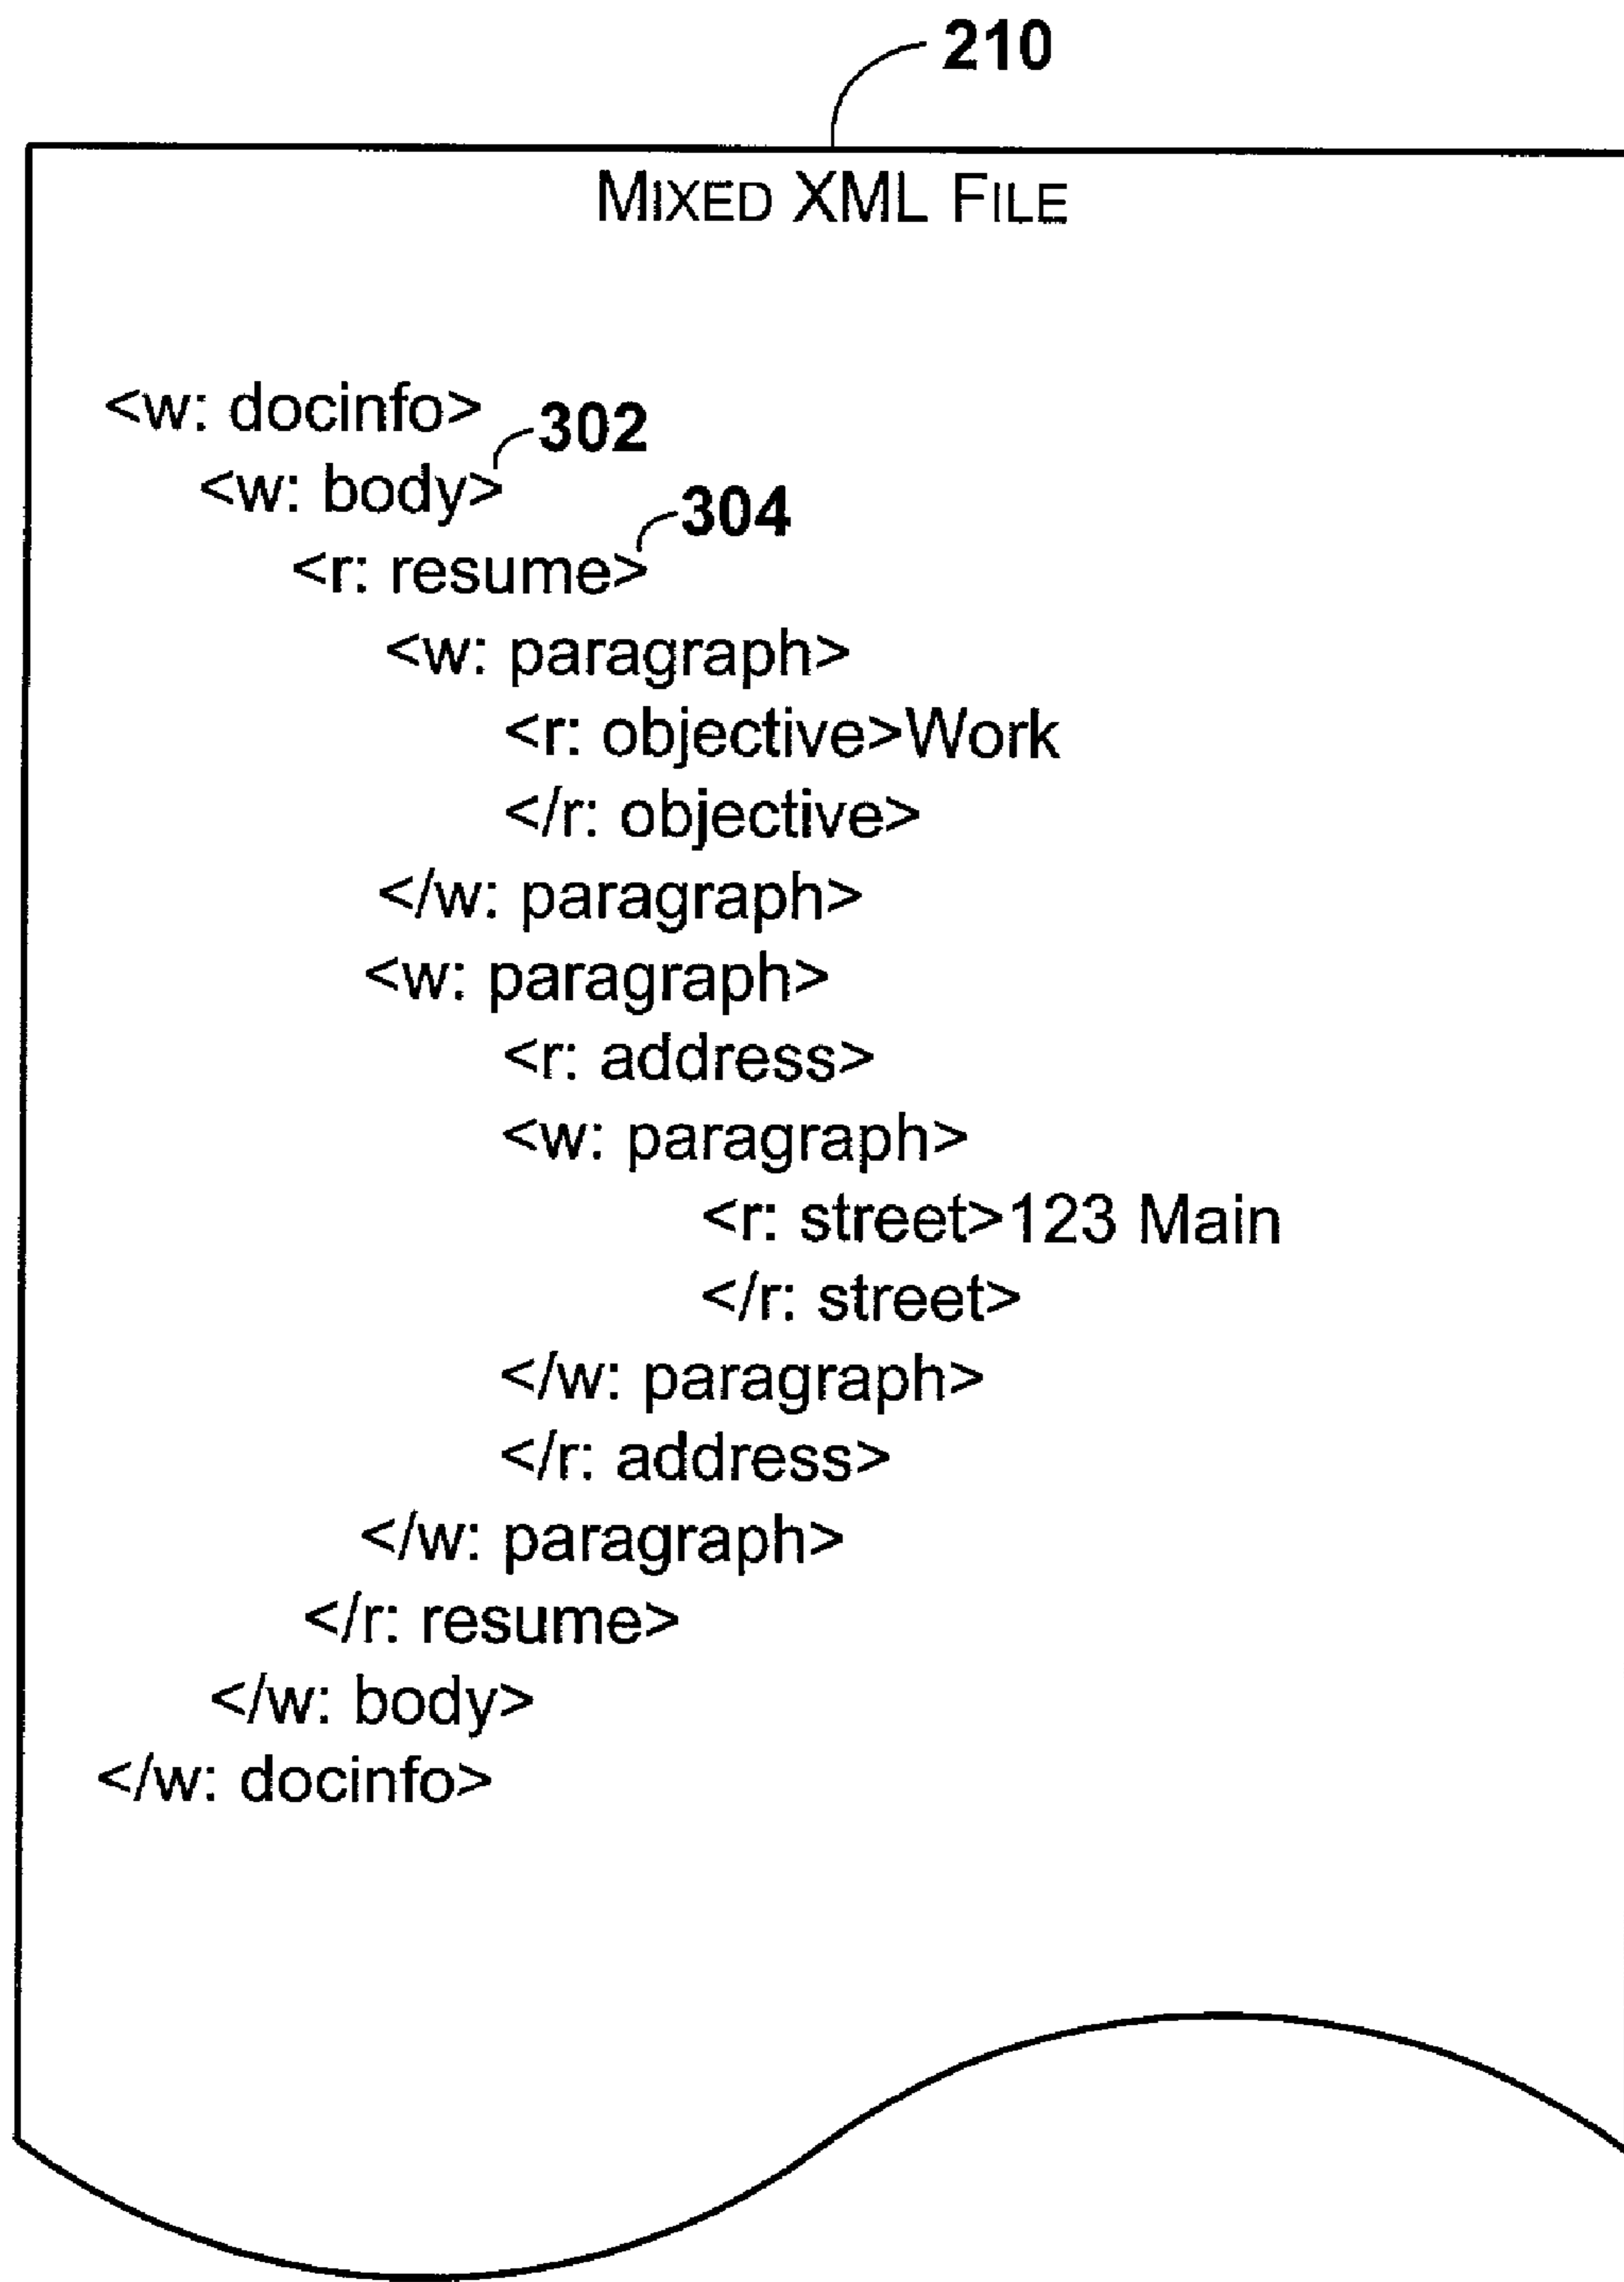 210
MIXED XML FILE
<w: docinfo>
302
<w: body>
304
<r: resume>
<w: paragraph>
<r: objective>Work
</r: objective>
</w: paragraph>
<w: paragraph>
<r: address>
<w: paragraph>
<r: street>123 Main
</r: street>
</w: paragraph>
</r: address>
</w: paragraph>
</r: resume>
</w: body>
</w: docinfo>